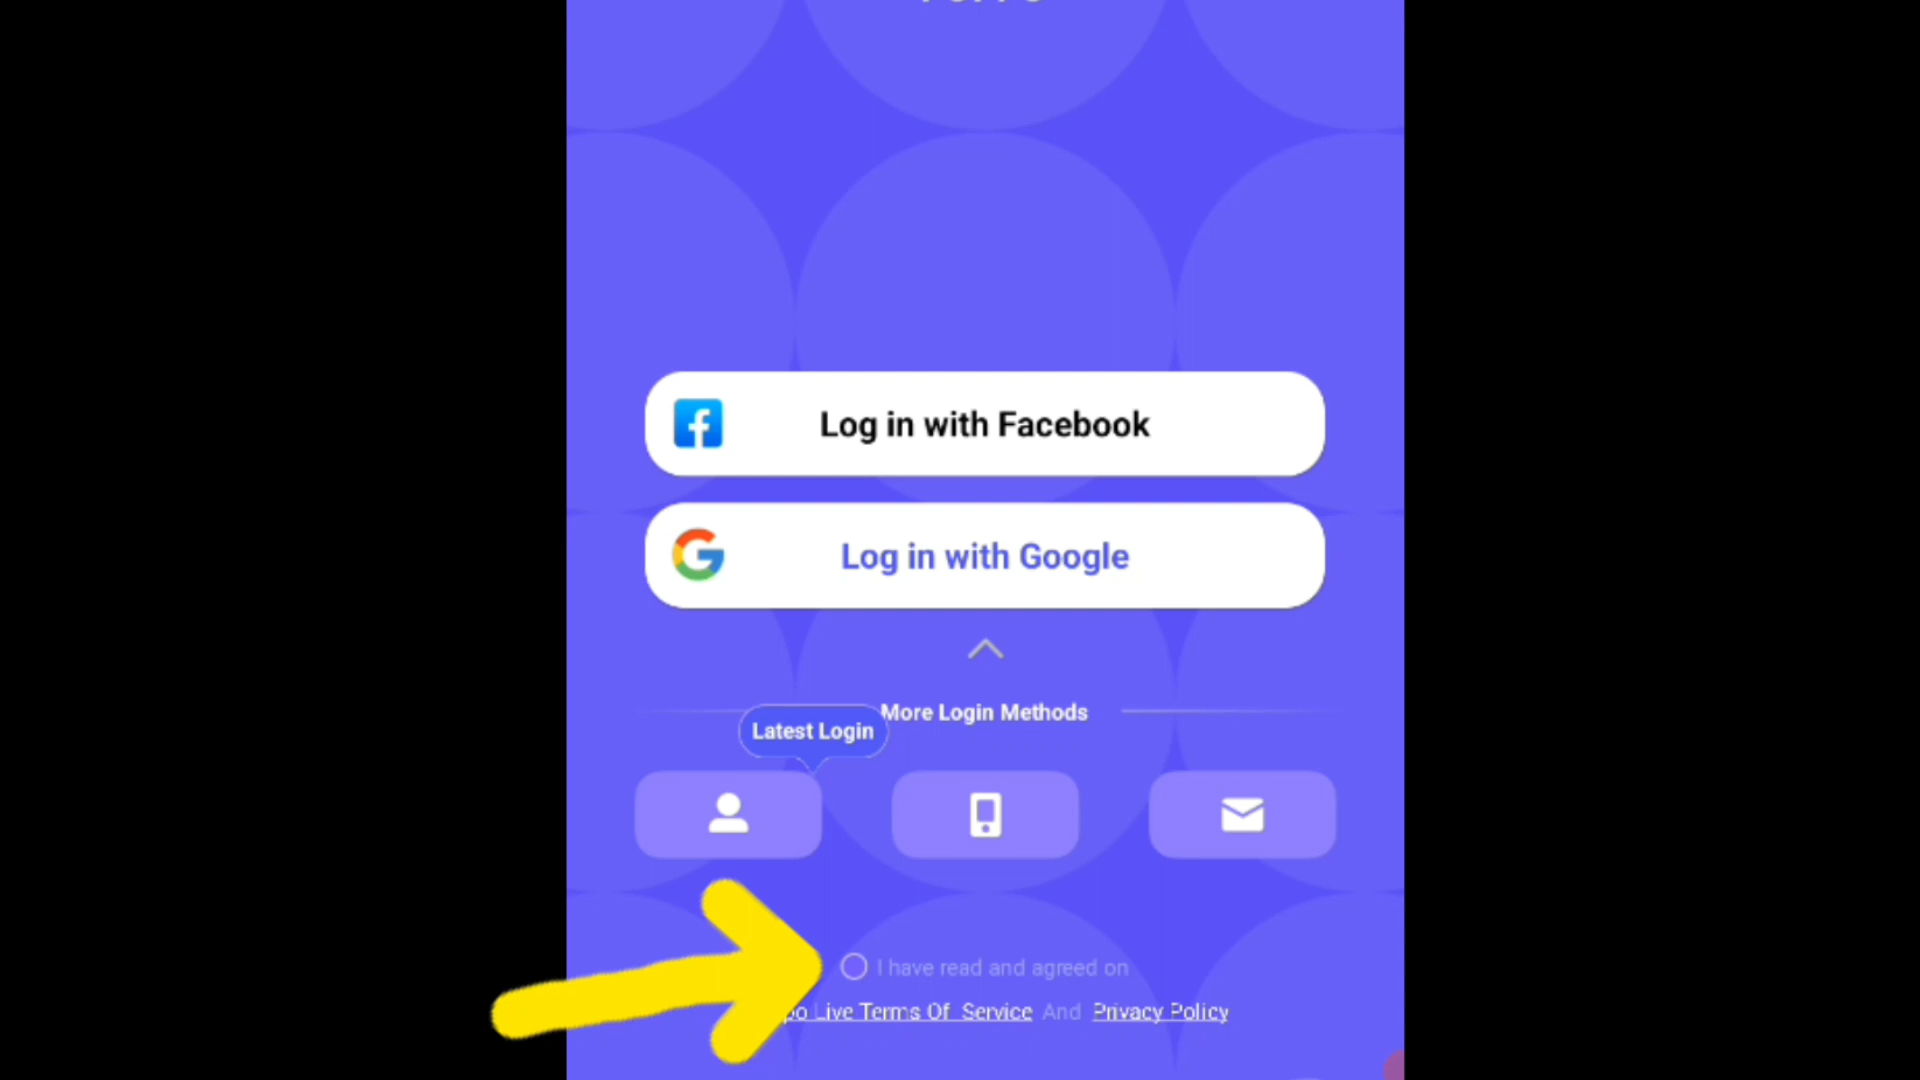 Log in with Facebook
Log in with Google
More Login Methods
Latest Login
I have read and agreed on
Live Terms Of Service And Privacy Policy